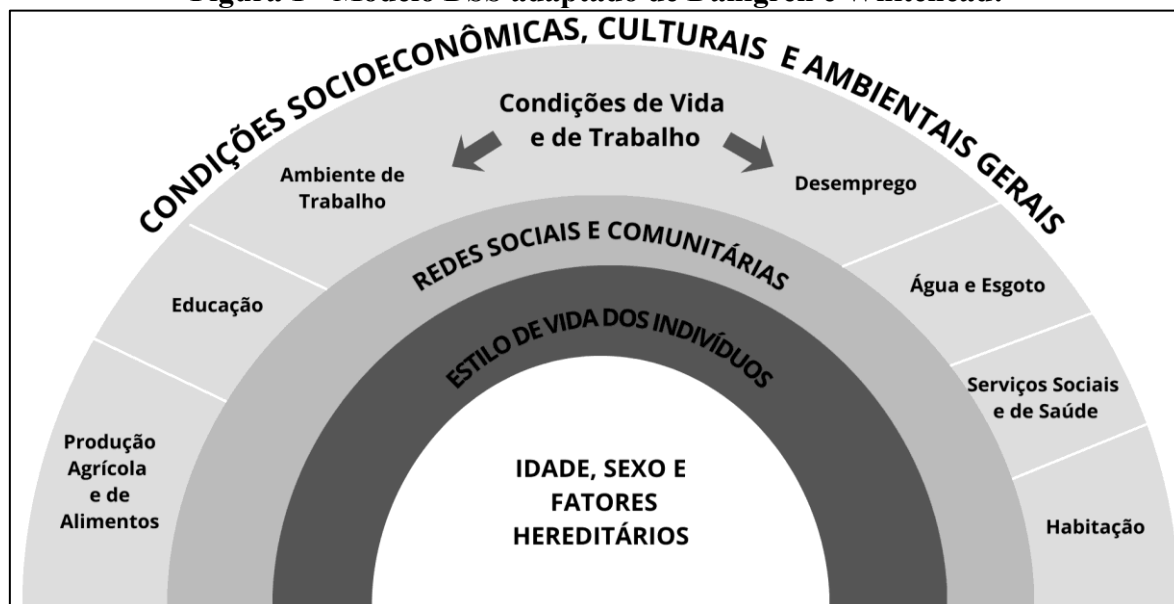 CONDIÇÕES SOCIOECONÔMICAS, CULTURAIS E AMBIENTAIS GERAIS
Condições de Vida
e de Trabalho
Ambiente de
Trabalho
Desemprego
REDES SOCIAIS E COMUNITÁRIAS
Educação
Água e Esgoto
ESTILO DE VIDA DOS INDIVÍDUOS
Serviços Sociais
e de Saúde
Produção
Agrícola
e de
Alimentos
IDADE, SEXO E
FATORES
HEREDITÁRIOS
Habitação